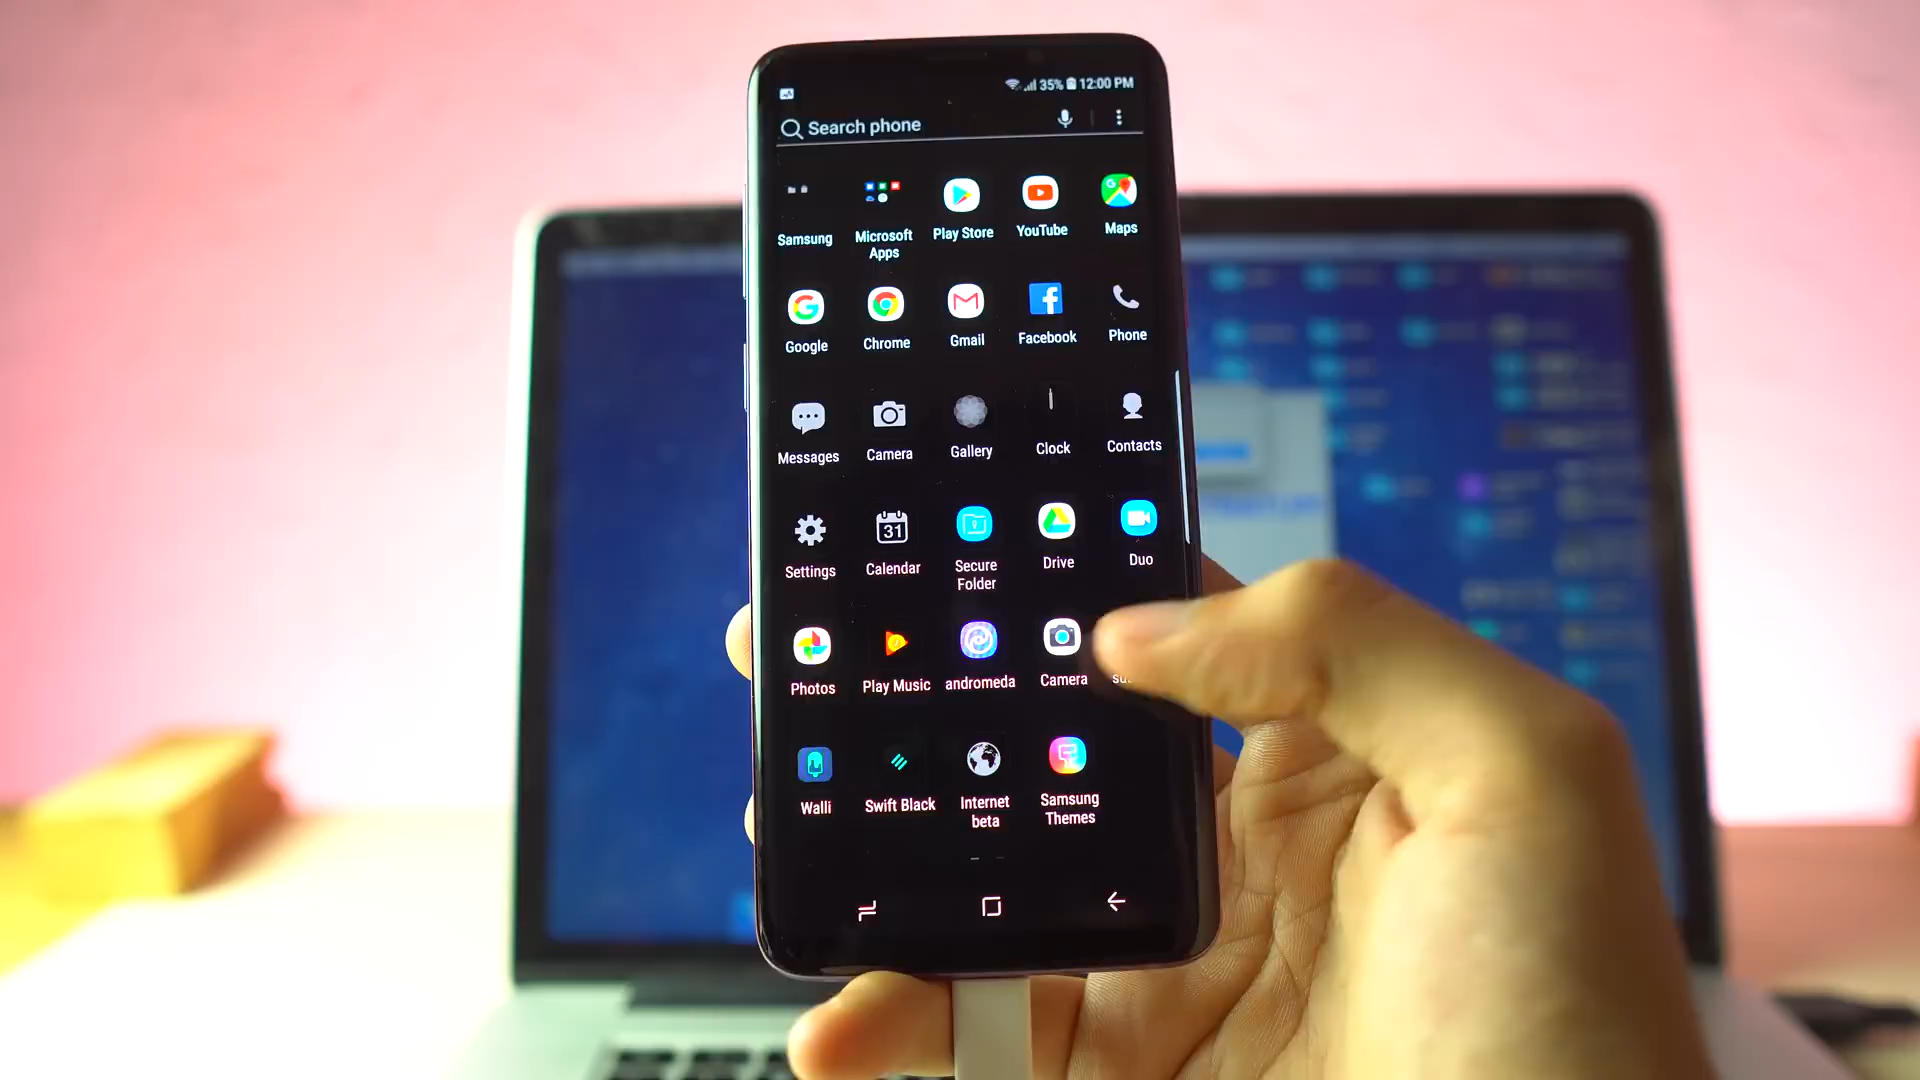 35% 12:00 PM
Search phone
Samsung
Microsoft
Apps
Play Store
YouTube
Maps
Google
Chrome
Gmail
Facebook
Phone
Messages
Camera
Gallery
Clock
Contacts
31
Settings
Calendar
Secure
Folder
Drive
Duo
Photos
Play Music
andromeda
Camera
Walli
Swift Black
Internet
beta
Samsung
Themes